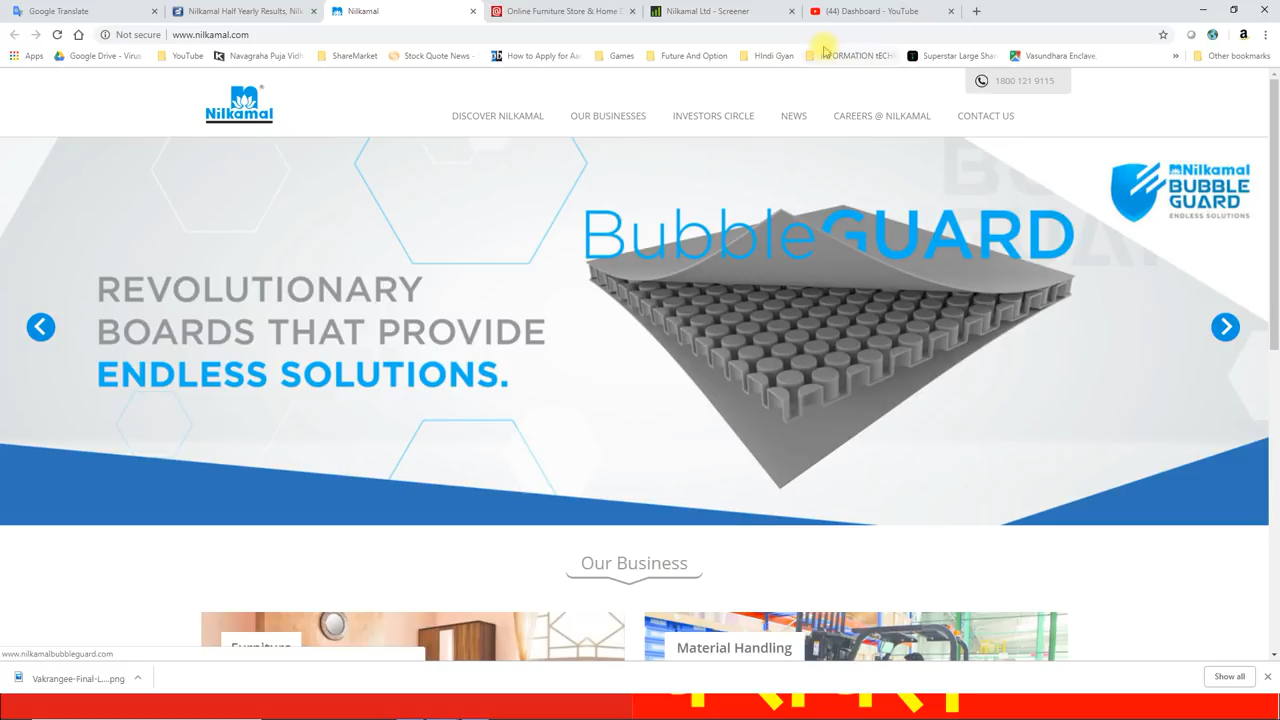 Google Translate
Nilkamal Half Yearly Results, Nilk
Nilkamal
Online Furniture Store & Home D
Nilkamal Ltd - Screener
(44) Dashboard - YouTube
Not secure
www.nilkamal.com
Apps
Google Drive - Virus
YouTube
Navagraha Puja Vidh
ShareMarket
Stock Quote News -
How to Apply for Aa
Games
Future And Option
HIndi Gyan
Superstar Large Shar
Vasundhara Enclave.
»
Other bookmarks
1800 121 9115
Nilkamal
DISCOVER NILKAMAL
OUR BUSINESSES
INVESTORS CIRCLE
NEWS
CAREERS @ NILKAMAL
CONTACT US
Nilkamal
BUBBLE
GUARD
ENDLESS SOLUTIONS
BubbleGUARD
REVOLUTIONARY
BOARDS THAT PROVIDE
ENDLESS SOLUTIONS.
Our Business
Furniture
Material Handling
www.nilkamalbubbleguard.com
Vakrangee-Final-L....png
Show all